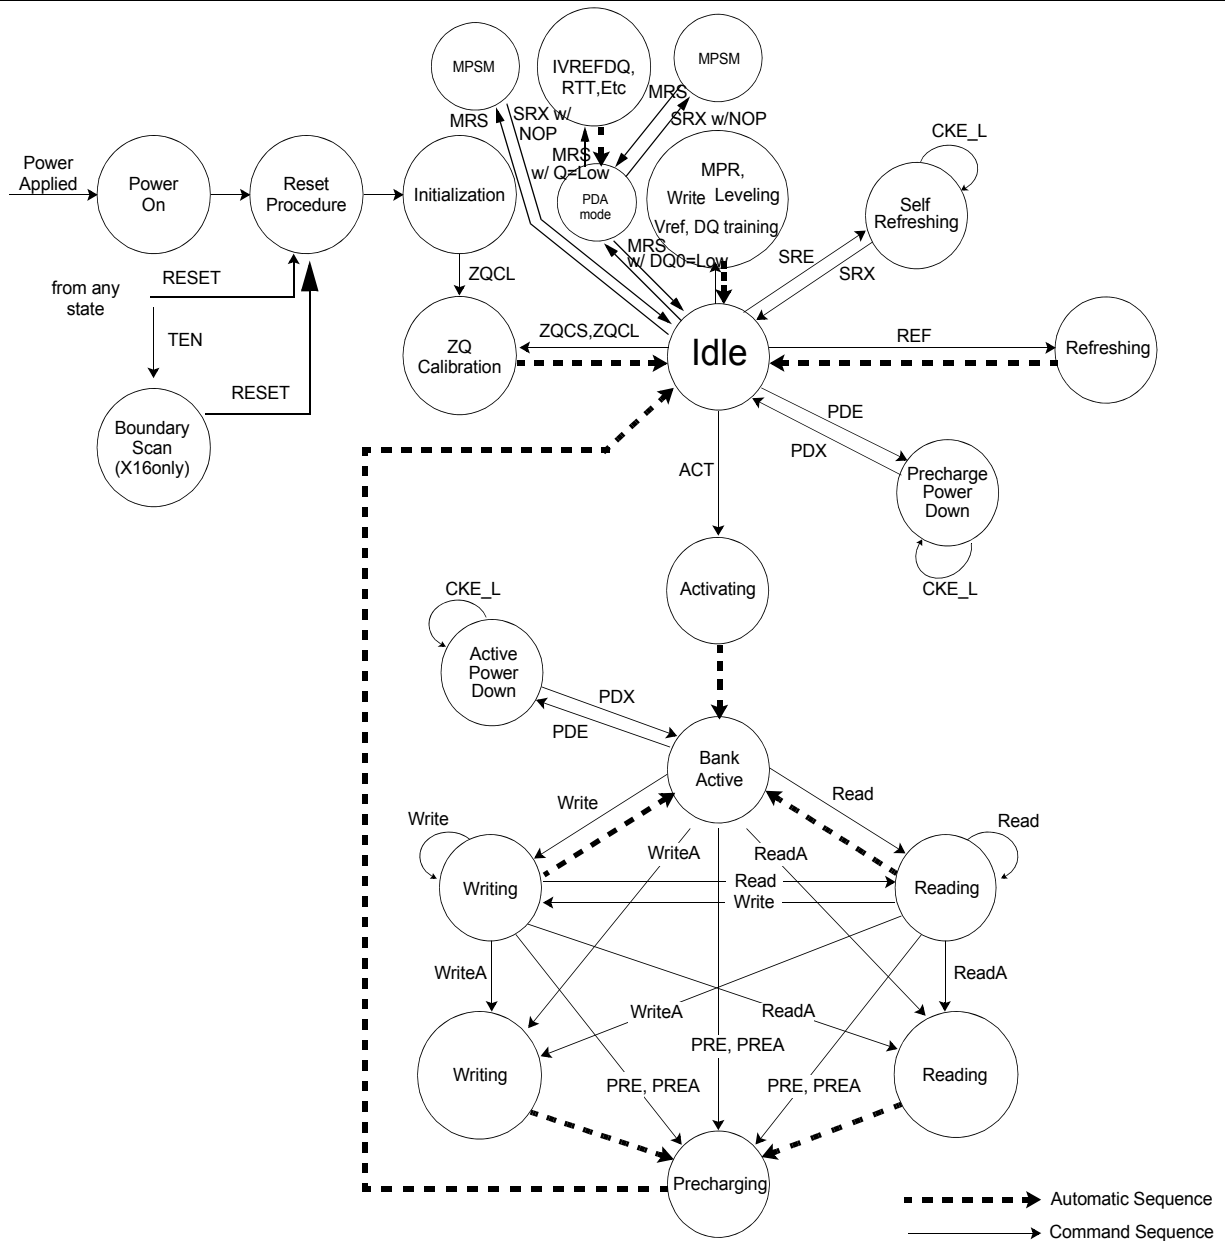 MPSM
IVREFDQ,
RTT,Etc
MPSM
MRS
SRX w/
NOP
MRS
SRX w/NOP
CKE_L
Power
Applied
Power
On
Reset
Procedure
Initialization
MRS
w/ Q=Low
PDA
mode
MPR,
Write Leveling
Vref, DQ training
Self
Refreshing
MRS
w/ DQ0=Low
SRE
SRX
from any
state
RESET
ZQCL
TEN
ZQCS,ZQCL
ZQ
Calibration
Idle
REF
Refreshing
RESET
Boundary
Scan
(X16only)
PDE
PDX
Precharge
Power
Down
CKE_L
ACT
Activating
CKE_L
Active
Power
Down
PDX
PDE
Bank
Active
Write
Read
Write
WriteA
ReadA
Read
Writing
Read
Write
Reading
WriteA
ReadA
WriteA
ReadA
PRE, PREA
Writing
PRE, PREA
PRE, PREA
Reading
Precharging
Automatic Sequence
Command Sequence